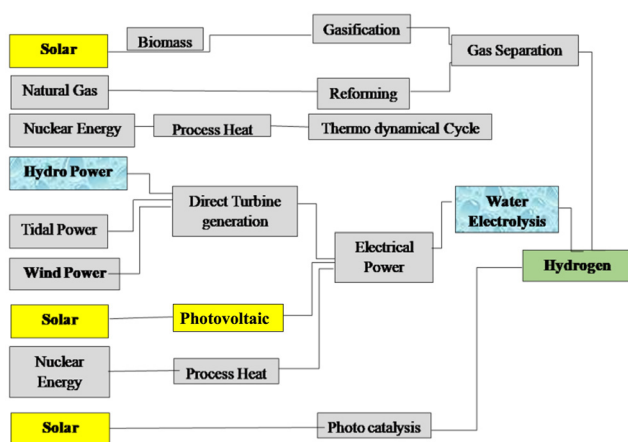 Solar
Biomass
Gasification
Gas Separation
Natural Gas
Reforming
Nuclear Energy
Process Heat
Thermo dynamical Cycle
Hydro Power
Direct Turbine
generation
Water
Electrolysis
Tidal Power
Electrical
Power
Wind Power
Hydrogen
Solar
Photovoltaic
Nuclear
Energy
Process Heat
Solar
Photo catalysis